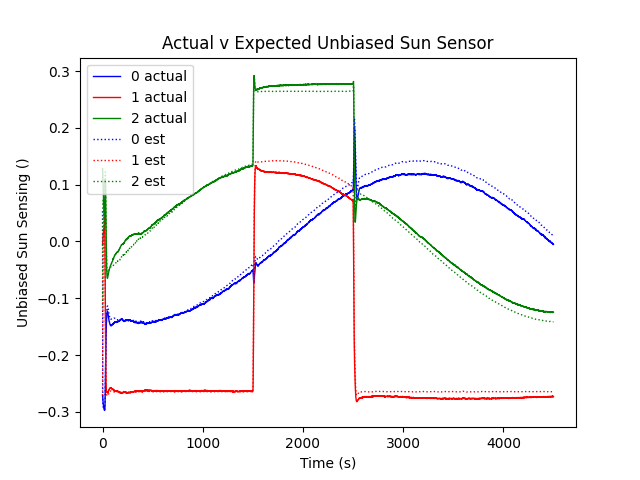 Actual v Expected Unbiased Sun Sensor
0 actual
1 actual
2 actual
0 est
1 est
2 est
Unbiased Sun Sensing ()
0.3
0.2
0.1
0.0
−0.1
−0.2
−0.3
0 1000 2000 3000 4000
Time (s)